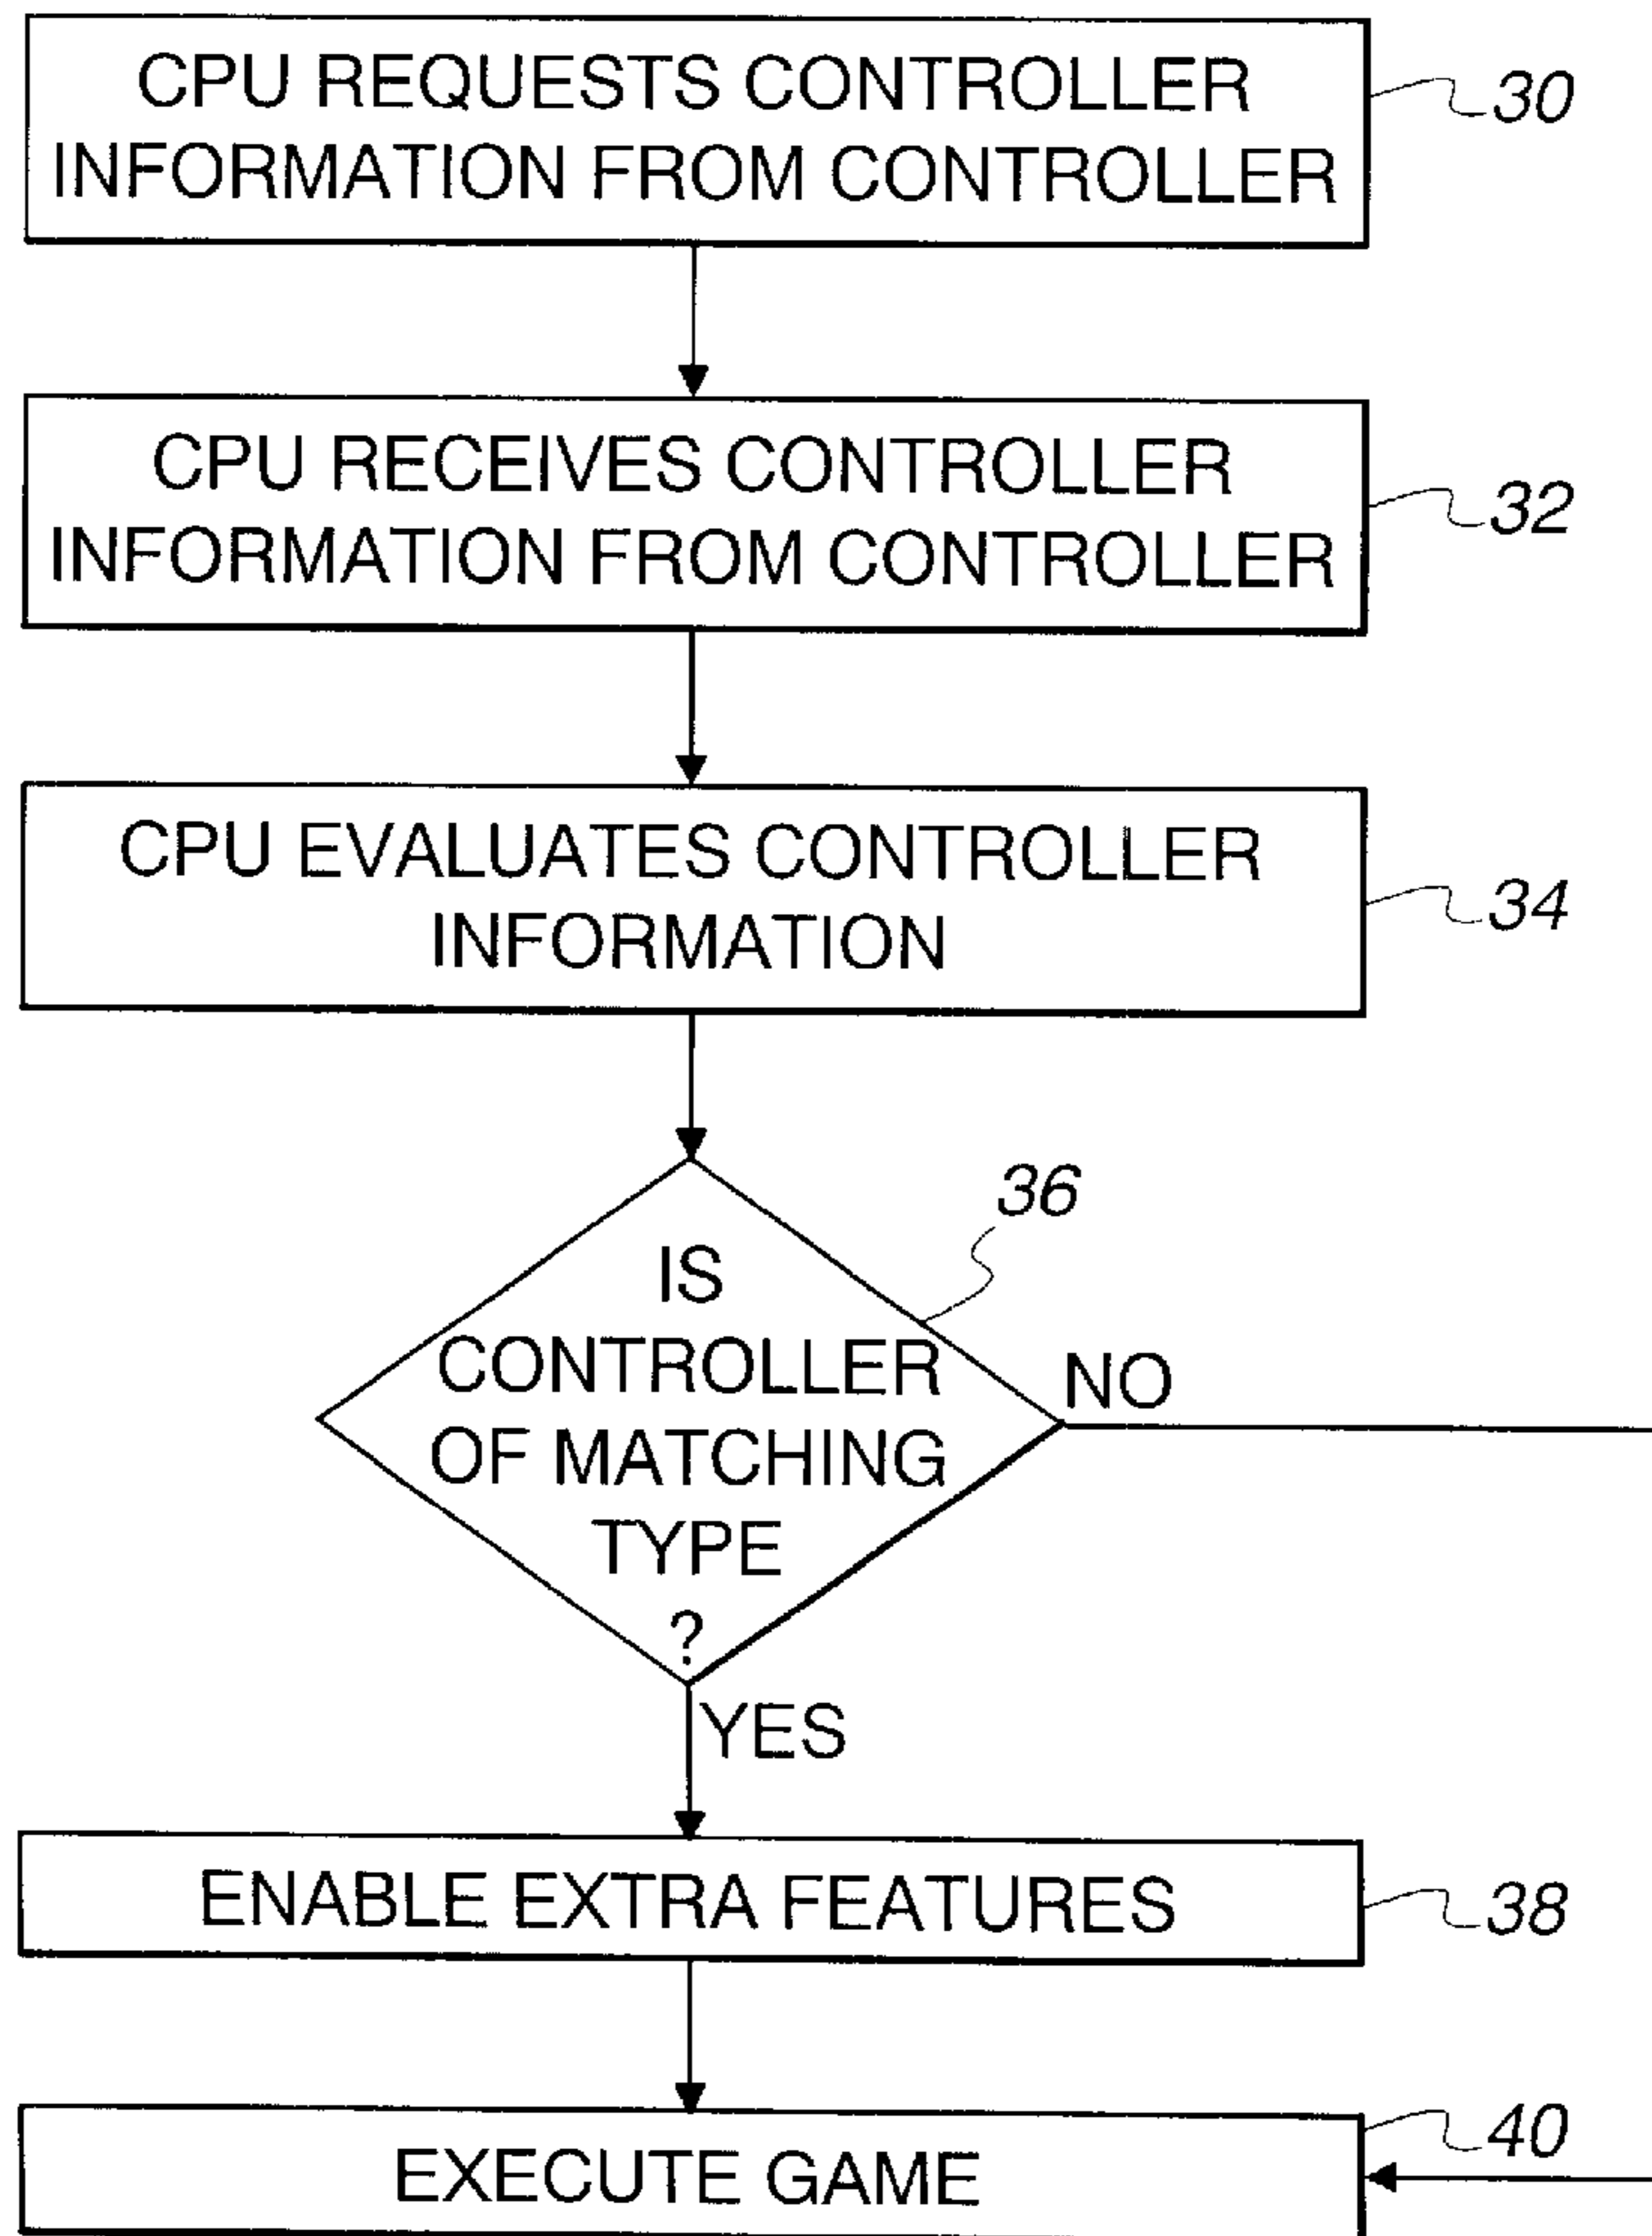 CPU REQUESTS CONTROLLER
INFORMATION FROM CONTROLLER
30
CPU RECEIVES CONTROLLER
INFORMATION FROM CONTROLLER
32
CPU EVALUATES CONTROLLER
INFORMATION
34
36
IS
CONTROLLER
OF MATCHING
TYPE
?
NO
YES
ENABLE EXTRA FEATURES
38
EXECUTE GAME
40